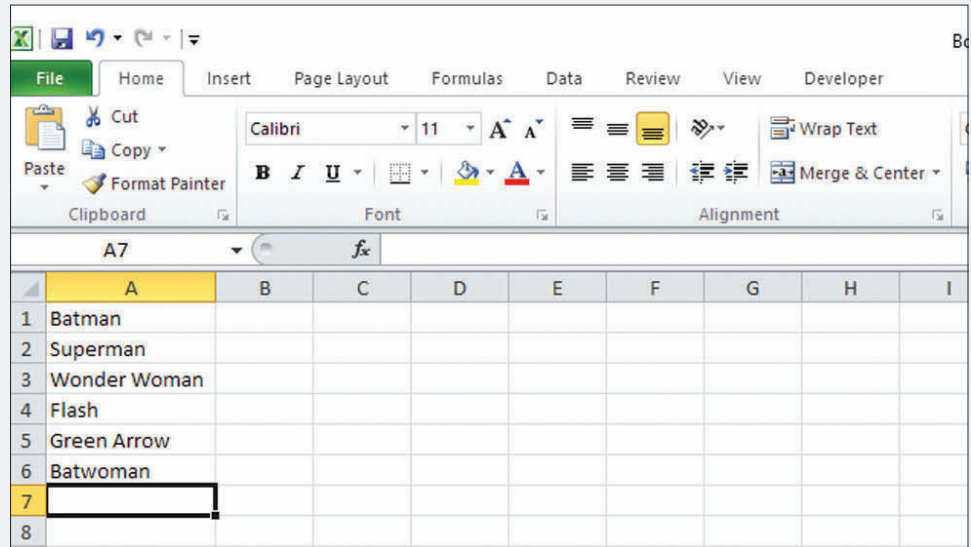 Bo
File Home Insert Page Layout Formulas Data Review View Developer
Cut
Copy
Paste
Format Painter
Clipboard
Calibri 11 A A
B I U A
Font
Wrap Text
Merge & Center
Alignment
A7 fx
A B C D E F G H I
1 Batman
2 Superman
3 Wonder Woman
4 Flash
5 Green Arrow
6 Batwoman
7
8